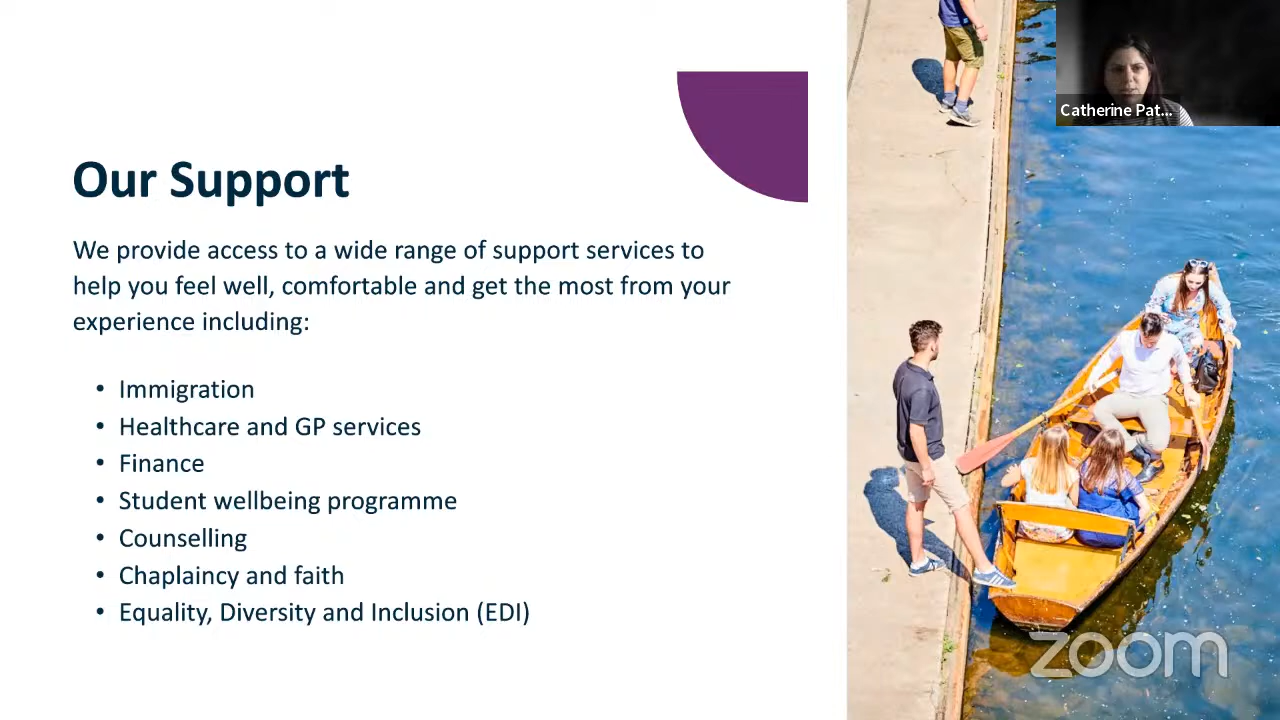 Catherine Pat...
Our Support
We provide access to a wide range of support services to
help you feel well, comfortable and get the most from your
experience including:
• Immigration
• Healthcare and GP services
• Finance
• Student wellbeing programme
• Counselling
• Chaplaincy and faith
• Equality, Diversity and Inclusion (EDI)
zoom